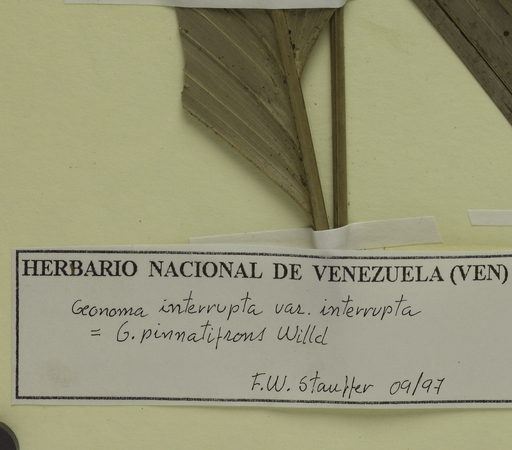 HERBARIO NACIONAL DE VENEZUELA (VEN)
Geonoma interrupta var. interrupta
= G. pinnatifrons Willd
F.W. Stauffer 09/97